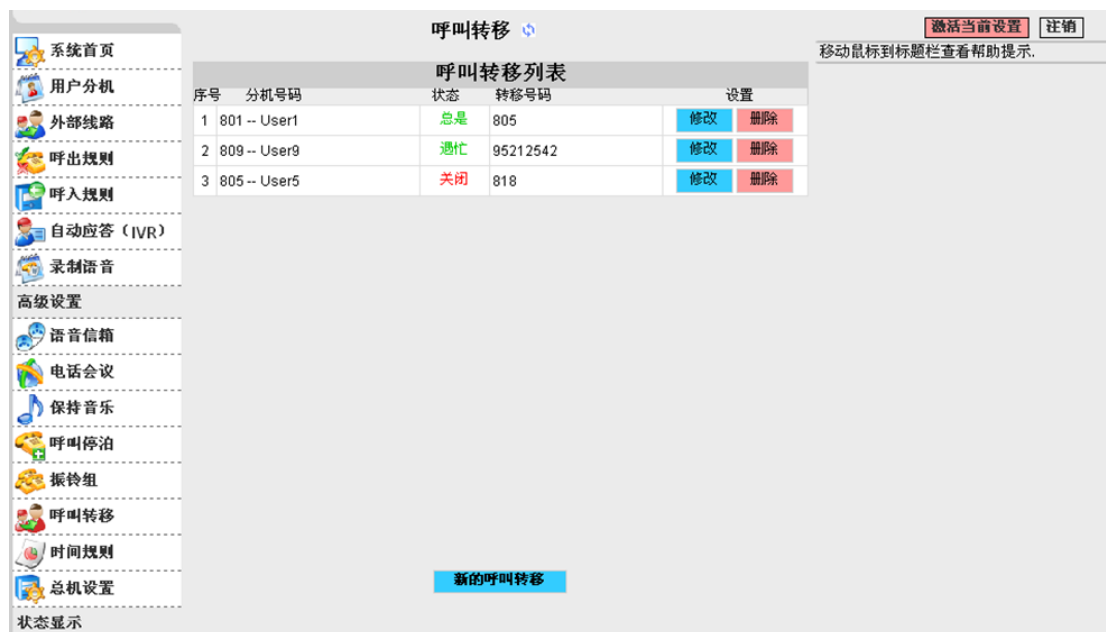 呼叫转移
激活当前设置 注销
移动鼠标到标题栏查看帮助提示.
系统首页
用户分机
外部线路
呼出规则
呼入规则
自动应答（IVR）
录制语音
高级设置
语音信箱
电话会议
保持音乐
呼叫停泊
振铃组
呼叫转移
时间规则
总机设置
状态显示
呼叫转移列表
序号 分机号码 状态 转移号码 设置
1 801 -- User1 总是 805 修改 删除
2 809 -- User9 遇忙 95212542 修改 删除
3 805 -- User5 关闭 818 修改 删除
新的呼叫转移